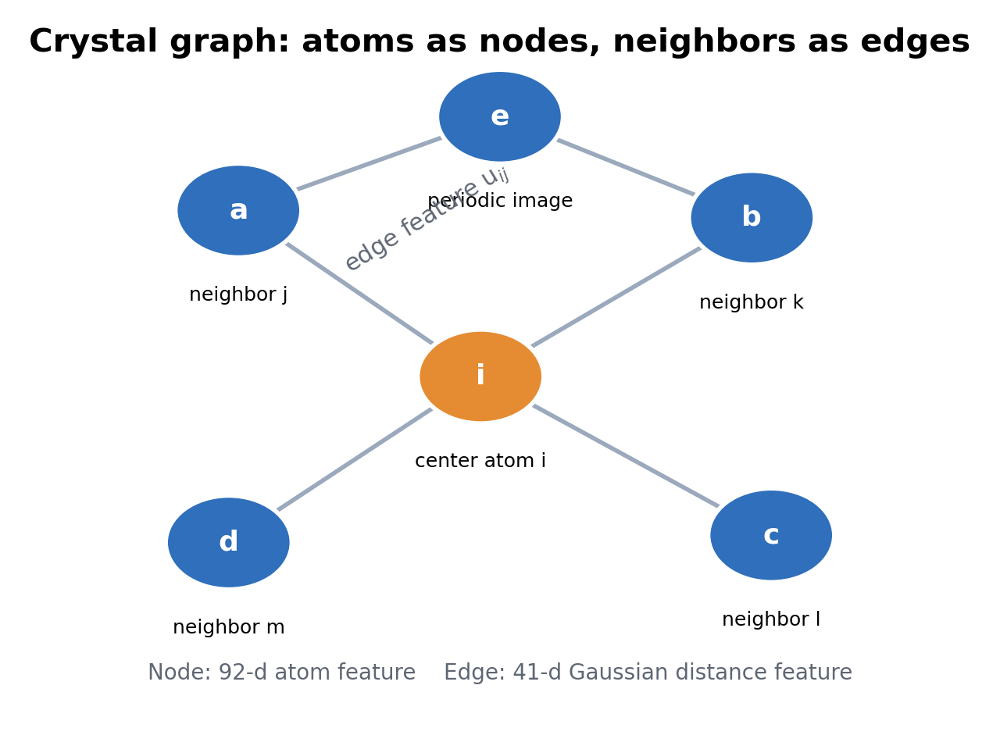 Crystal graph: atoms as nodes, neighbors as edges
e
edge feature uᵢⱼ
periodic image
a
b
neighbor j
neighbor k
i
center atom i
d
c
neighbor m
neighbor l
Node: 92-d atom feature    Edge: 41-d Gaussian distance feature